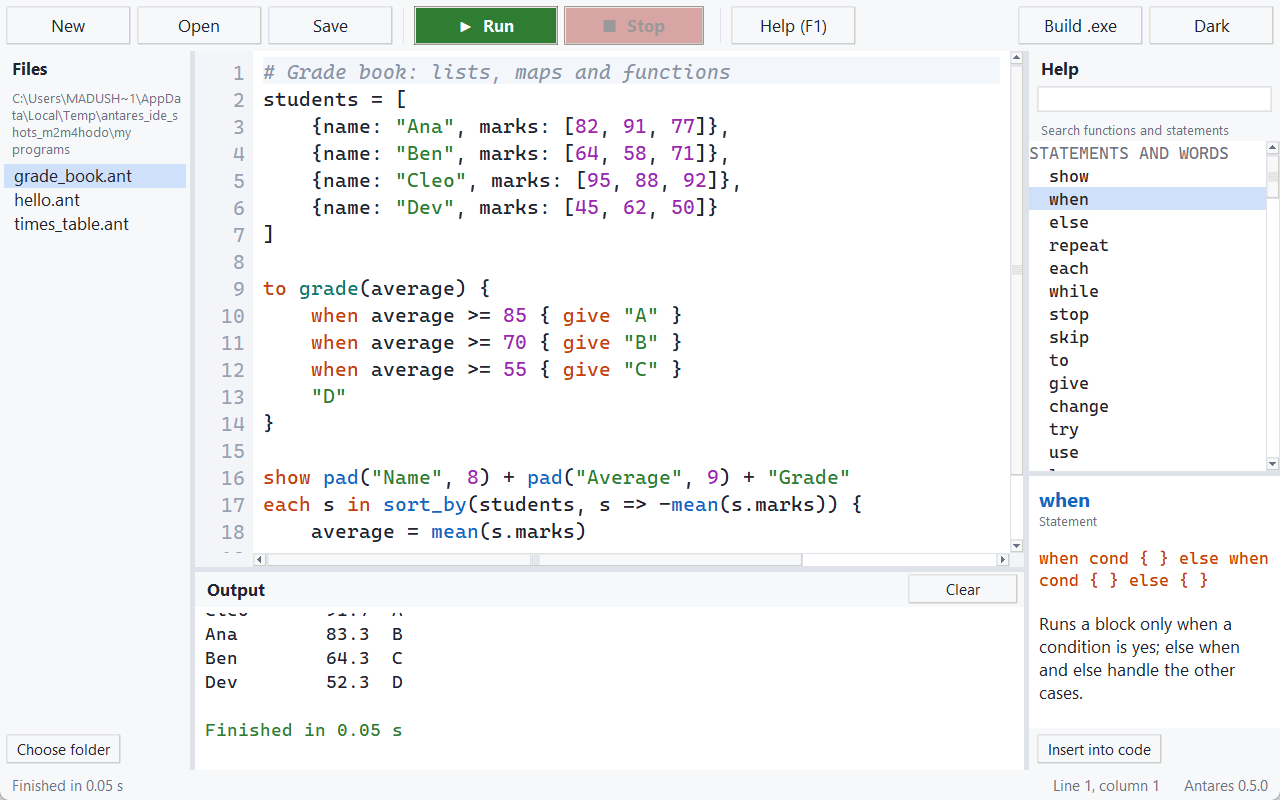 New Open Save ▶ Run ■ Stop Help (F1) Build .exe Dark
Files
C:\Users\MADUSH~1\AppDa
ta\Local\Temp\antares_ide_s
hots_m2m4hodo\my
programs
grade_book.ant
hello.ant
times_table.ant
Choose folder
1 # Grade book: lists, maps and functions
2 students = [
3     {name: "Ana", marks: [82, 91, 77]},
4     {name: "Ben", marks: [64, 58, 71]},
5     {name: "Cleo", marks: [95, 88, 92]},
6     {name: "Dev", marks: [45, 62, 50]}
7 ]
8
9 to grade(average) {
10     when average >= 85 { give "A" }
11     when average >= 70 { give "B" }
12     when average >= 55 { give "C" }
13     "D"
14 }
15
16 show pad("Name", 8) + pad("Average", 9) + "Grade"
17 each s in sort_by(students, s => -mean(s.marks)) {
18     average = mean(s.marks)
Output Clear
Ana 83.3 B
Ben 64.3 C
Dev 52.3 D
Finished in 0.05 s
Help
Search functions and statements
STATEMENTS AND WORDS
show
when
else
repeat
each
while
stop
skip
to
give
change
try
use
when
Statement
when cond { } else when
cond { } else { }
Runs a block only when a
condition is yes; else when
and else handle the other
cases.
Insert into code
Finished in 0.05 s Line 1, column 1 Antares 0.5.0